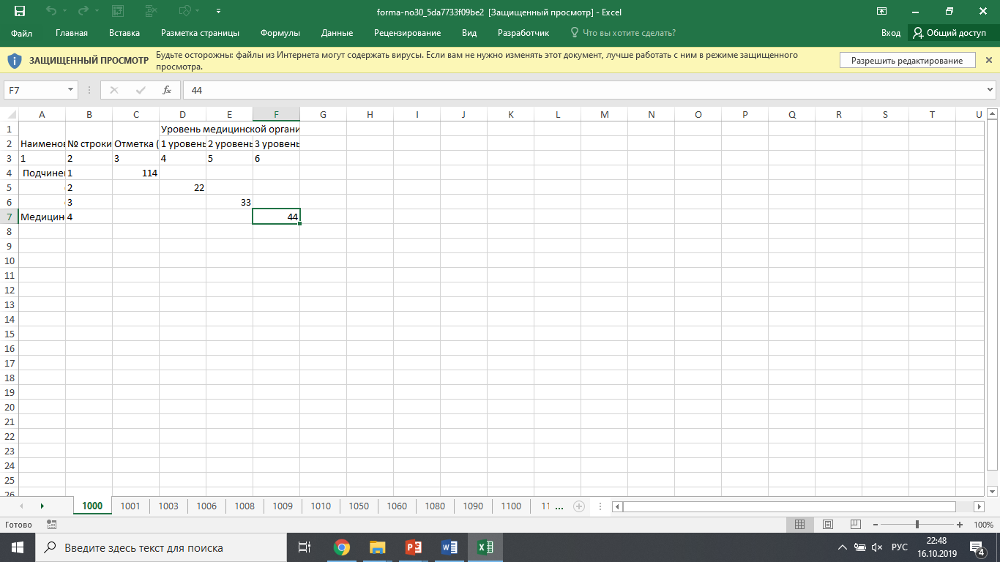 forma-no30_5da7733f09be2 [Защищенный просмотр] - Excel
Файл Главная Вставка Разметка страницы Формулы Данные Рецензирование Вид Разработчик Что вы хотите сделать? Вход Общий доступ
ЗАЩИЩЕННЫЙ ПРОСМОТР Будьте осторожны: файлы из Интернета могут содержать вирусы. Если вам не нужно изменять этот документ, лучше работать с ним в режиме защищенного
просмотра.
Разрешить редактирование
F7 fx 44
A B C D E F G H I J K L M N O P Q R S T U
1 Уровень медицинской органи
2 Наименов № строки Отметка ( 1 уровень 2 уровень 3 уровень
3 1 2 3 4 5 6
4 Подчинен 1 114
5 2 22
6 3 33
7 Медицинс 4 44
8
9
10
11
12
13
14
15
16
17
18
19
20
21
22
23
24
25
26
1000 1001 1003 1006 1008 1009 1010 1050 1060 1080 1090 1100 11 ...
Готово 100%
Введите здесь текст для поиска
РУС
22:48
16.10.2019
4